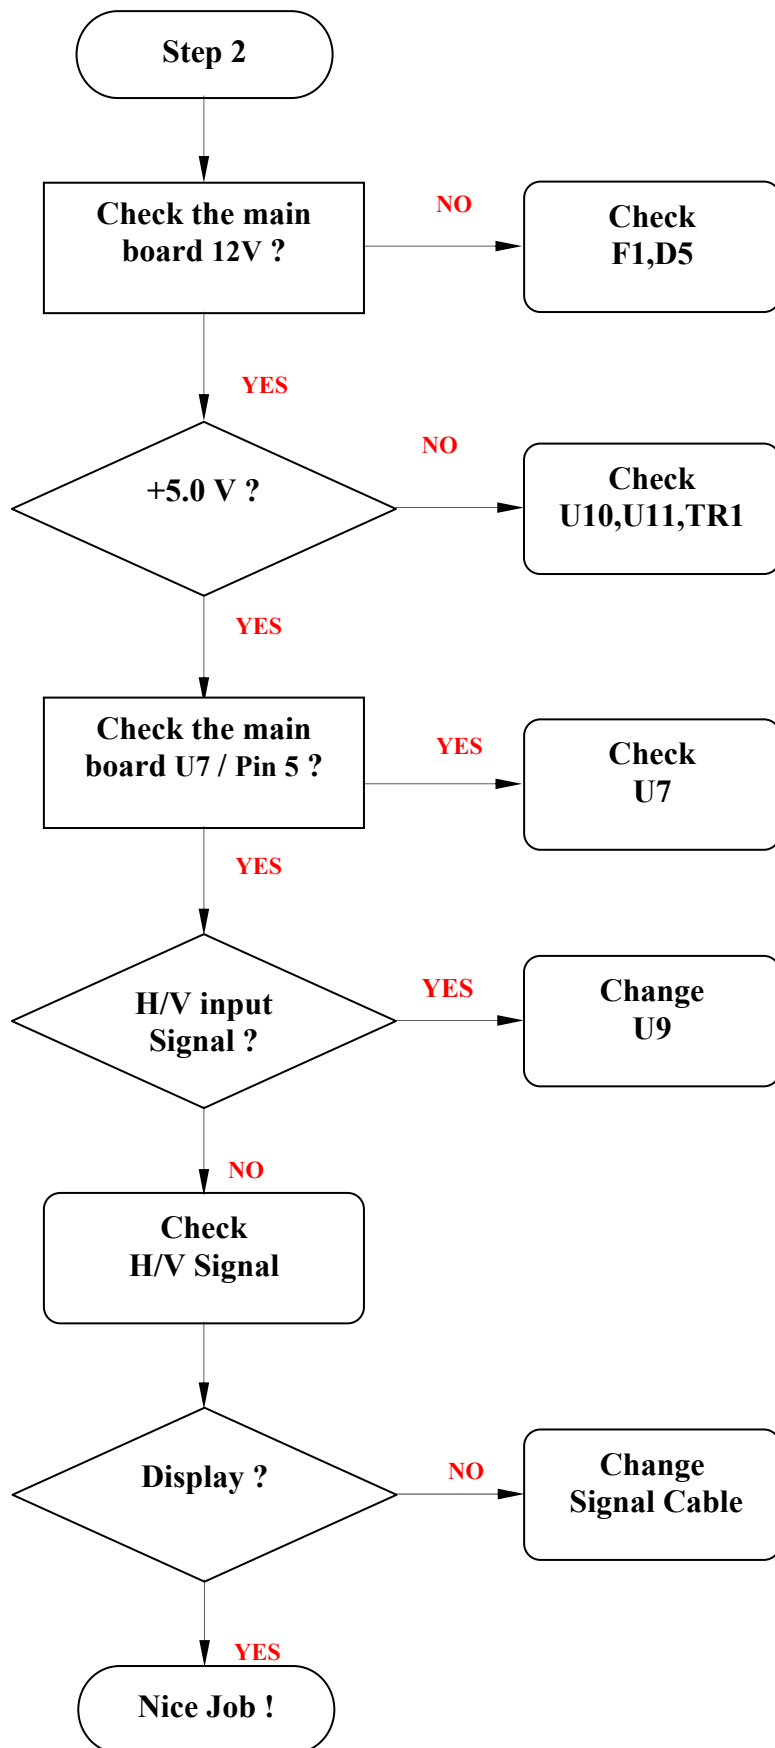 Step 2
Check the main
board 12V ?
NO
Check
F1,D5
YES
+5.0 V ?
NO
Check
U10,U11,TR1
YES
Check the main
board U7 / Pin 5 ?
YES
Check
U7
YES
H/V input
Signal ?
YES
Change
U9
NO
Check
H/V Signal
Display ?
NO
Change
Signal Cable
YES
Nice Job !